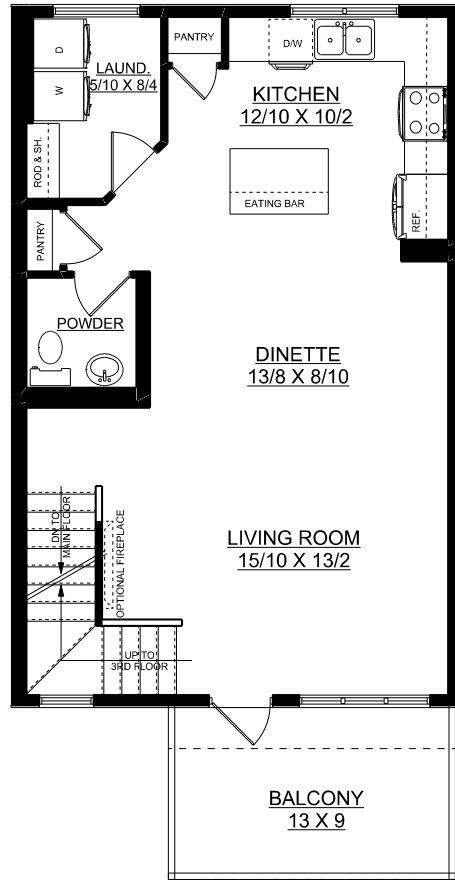 D
LAUND.
5/10 X 8/4
W
PANTRY
D/W
KITCHEN
12/10 X 10/2
ROD & SH.
EATING BAR
REF.
PANTRY
POWDER
DINETTE
13/8 X 8/10
DN TO
MAIN FLOOR
OPTIONAL FIREPLACE
LIVING ROOM
15/10 X 13/2
UP TO
3RD FLOOR
BALCONY
13 X 9